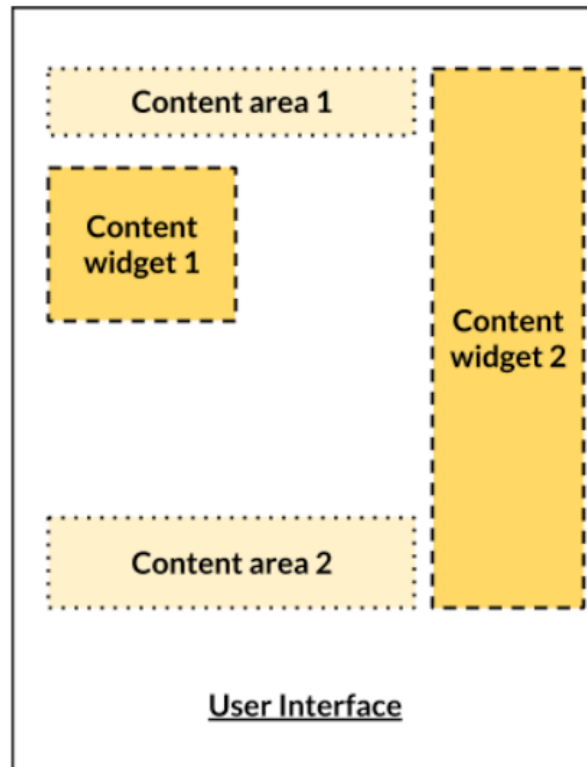 Content area 1
Content
widget 1
Content
widget 2
Content area 2
User Interface